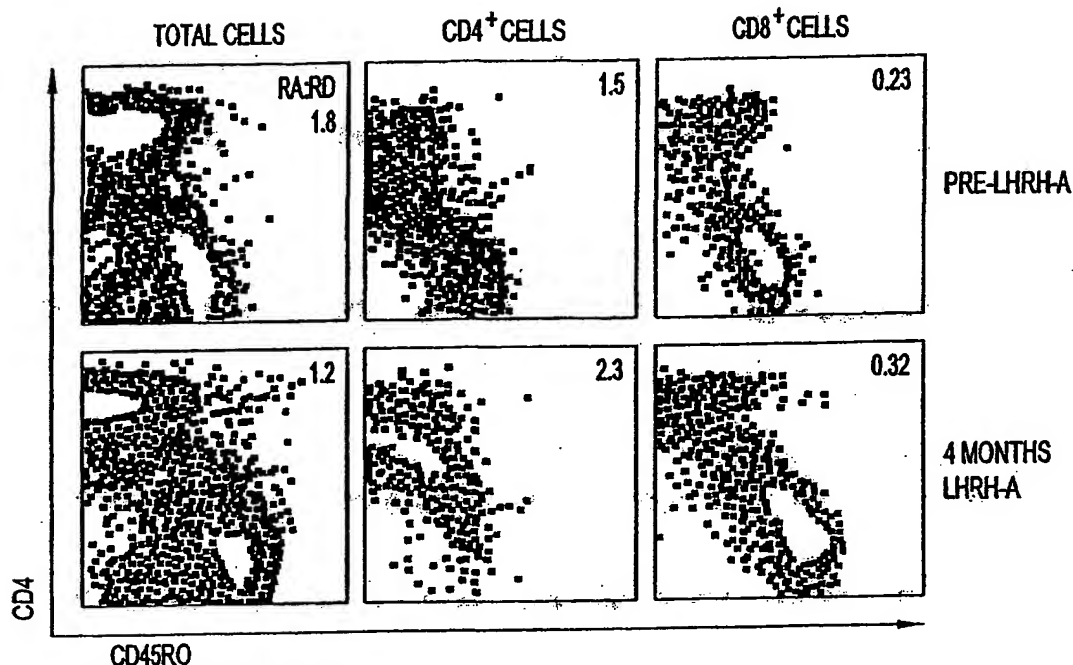 TOTAL CELLS
CD4+ CELLS
CD8+ CELLS
RA:RD
1.8
1.5
0.23
PRE-LHRH-A
1.2
2.3
0.32
4 MONTHS
LHRH-A
CD4
CD45RO